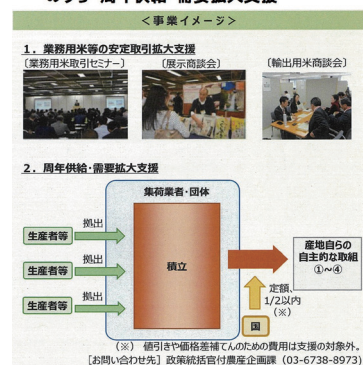 <事業イメージ>
1．業務用米等の安定取引拡大支援
〔業務用米取引セミナー〕
〔展示商談会〕
〔輸出用米商談会〕
2．周年供給・需要拡大支援
集荷業者・団体
生産者等
拠出
生産者等
拠出
生産者等
拠出
積立
産地自らの
自主的な取組
①～④
定額、
1/2以内
（※）
国
（※） 値引きや価格差補てんのための費用は支援の対象外。
［お問い合わせ先］政策統括官付農産企画課（03-6738-8973）